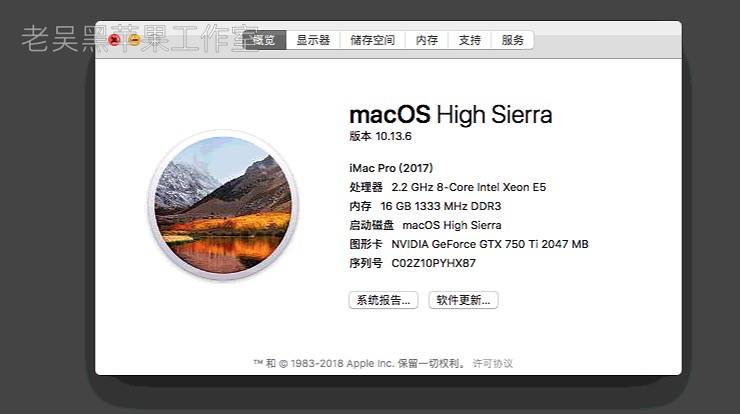 老吴黑苹果工作室
概览 显示器 储存空间 内存 支持 服务
macOS High Sierra
版本 10.13.6
iMac Pro (2017)
处理器 2.2 GHz 8-Core Intel Xeon E5
内存 16 GB 1333 MHz DDR3
启动磁盘 macOS High Sierra
图形卡 NVIDIA GeForce GTX 750 Ti 2047 MB
序列号 C02Z10PYHX87
系统报告... 软件更新...
™ 和 © 1983-2018 Apple Inc. 保留一切权利。 许可协议